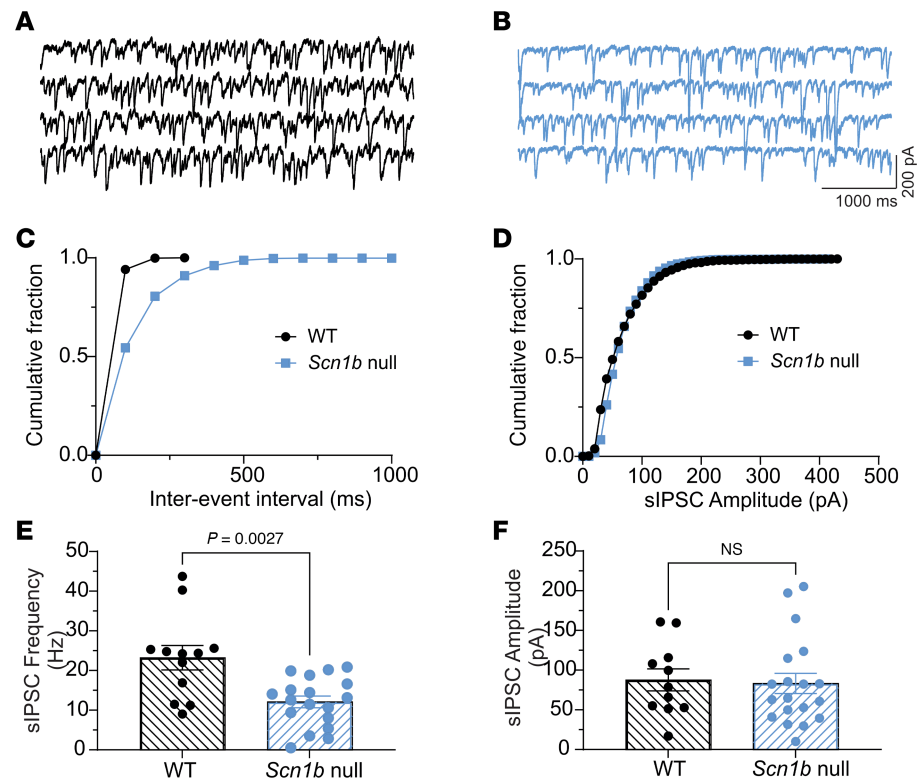 A
B
200 pA
1000 ms
C
1.0
0.5
0.0
0
500
1000
Cumulative fraction
Inter-event interval (ms)
WT
Scn1b null
D
1.0
0.5
0.0
0
100
200
300
400
500
Cumulative fraction
sIPSC Amplitude (pA)
WT
Scn1b null
E
50
40
30
20
10
0
sIPSC Frequency
(Hz)
P = 0.0027
WT
Scn1b null
F
250
200
150
100
50
0
sIPSC Amplitude
(pA)
NS
WT
Scn1b null